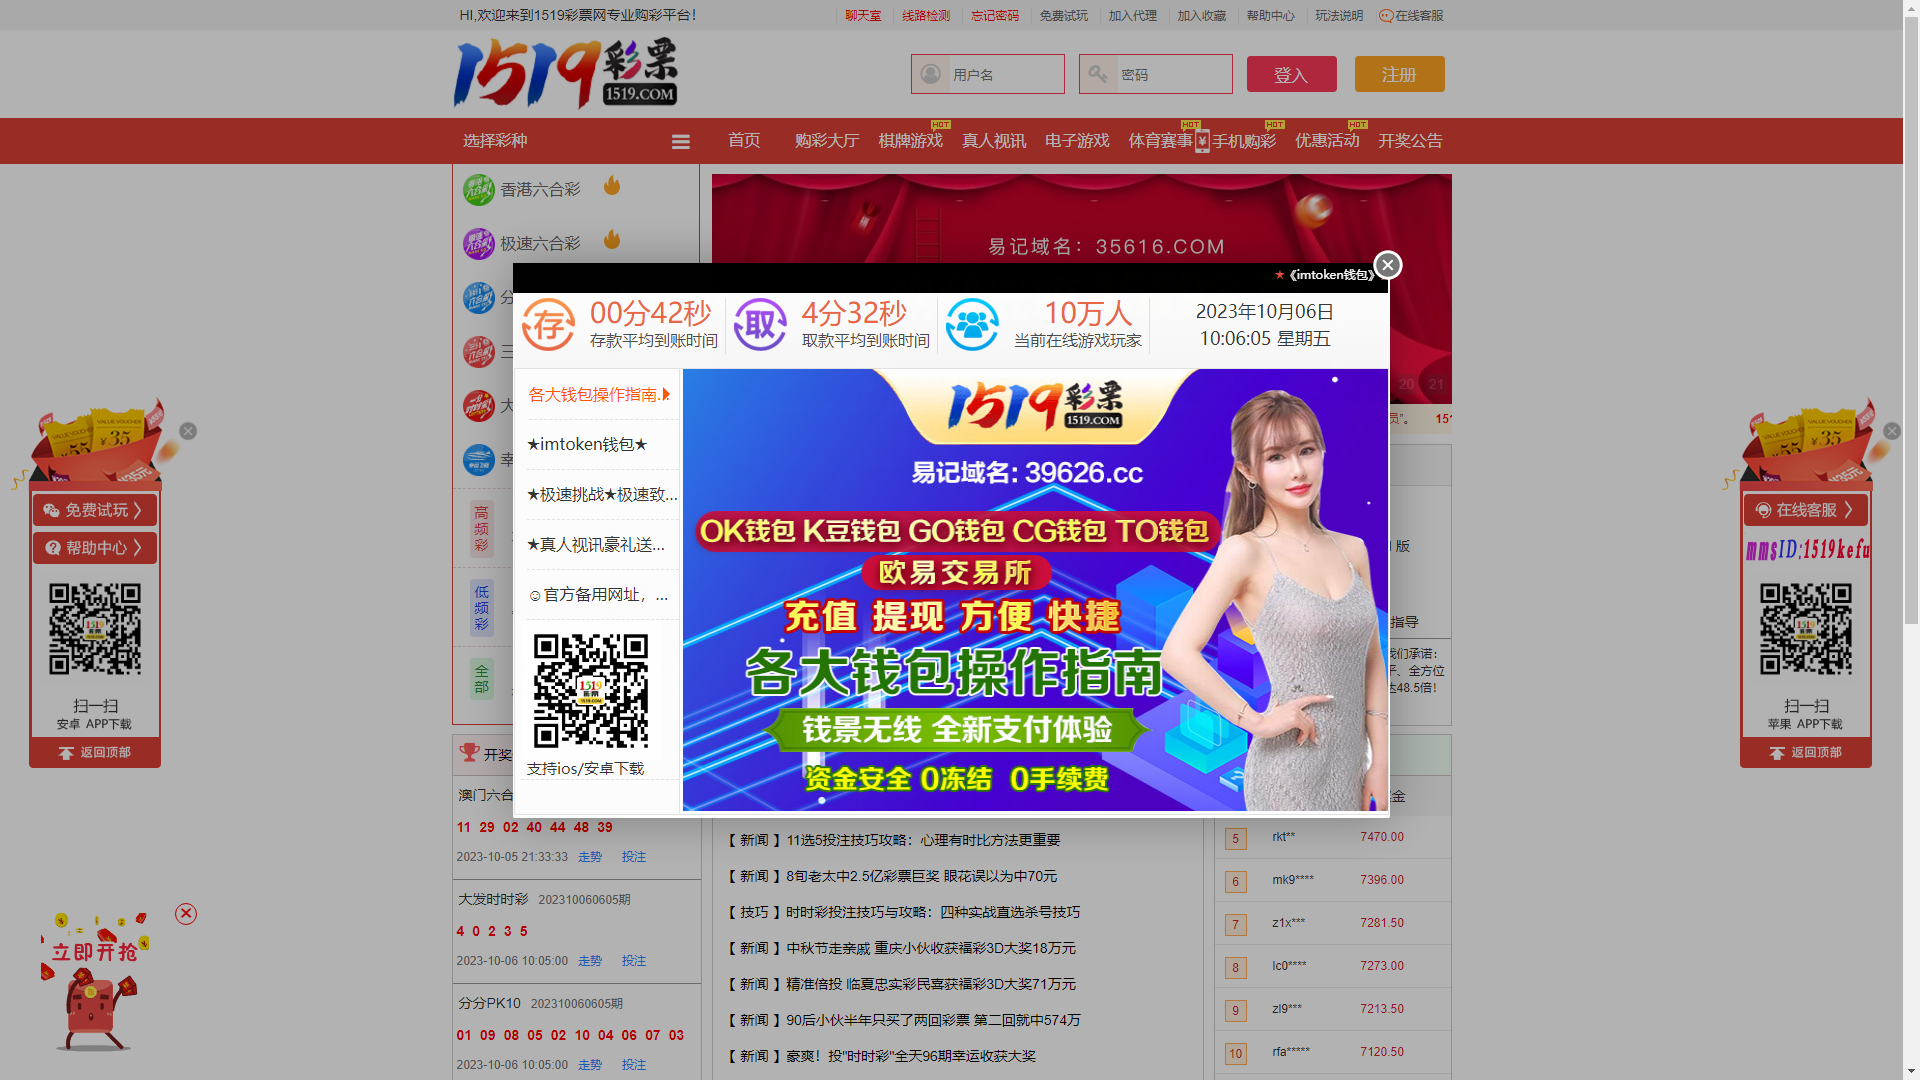 HI,欢迎来到1519彩票网专业购彩平台！
聊天室 线路检测 忘记密码 免费试玩 加入代理 加入收藏 帮助中心 玩法说明 在线客服
1519彩票
1519.COM
用户名
密码
登入
注册
选择彩种
首页 购彩大厅 棋牌游戏 HOT 真人视讯 电子游戏 体育赛事 HOT 手机购彩 HOT 优惠活动 HOT 开奖公告
香港六合彩
极速六合彩
易记域名：35616.COM
★《imtoken钱包》
存
00分42秒
存款平均到账时间
取
4分32秒
取款平均到账时间
10万人
当前在线游戏玩家
2023年10月06日
10:06:05 星期五
20 21
各大钱包操作指南.
★imtoken钱包★
★极速挑战★极速致...
★真人视讯豪礼送...
☺官方备用网址，...
支持ios/安卓下载
1519彩票
1519.COM
易记域名: 39626.cc
OK钱包 K豆钱包 GO钱包 CG钱包 TO钱包
欧易交易所
充值 提现 方便 快捷
各大钱包操作指南
钱景无线 全新支付体验
资金安全 0冻结 0手续费
高频彩
低频彩
全部
免费试玩
帮助中心
扫一扫
安卓 APP下载
返回顶部
在线客服
mmsID:1519kefu
扫一扫
苹果 APP下载
返回顶部
版
指导
我们承诺：
全方位
达48.5倍！
开奖
澳门六合
11 29 02 40 44 48 39
2023-10-05 21:33:33 走势 投注
大发时时彩 202310060605期
4 0 2 3 5
2023-10-06 10:05:00 走势 投注
分分PK10 202310060605期
01 09 08 05 02 10 04 06 07 03
2023-10-06 10:05:00 走势 投注
立即开抢
【 新闻 】11选5投注技巧攻略：心理有时比方法更重要
【 新闻 】8旬老太中2.5亿彩票巨奖 眼花误以为中70元
【 技巧 】时时彩投注技巧与攻略：四种实战直选杀号技巧
【 新闻 】中秋节走亲戚 重庆小伙收获福彩3D大奖18万元
【 新闻 】精准倍投 临夏忠实彩民喜获福彩3D大奖71万元
【 新闻 】90后小伙半年只买了两回彩票 第二回就中574万
【 新闻 】豪爽！投"时时彩"全天96期幸运收获大奖
5 rkt** 7470.00
6 mk9**** 7396.00
7 z1x*** 7281.50
8 lc0**** 7273.00
9 zl9*** 7213.50
10 rfa***** 7120.50